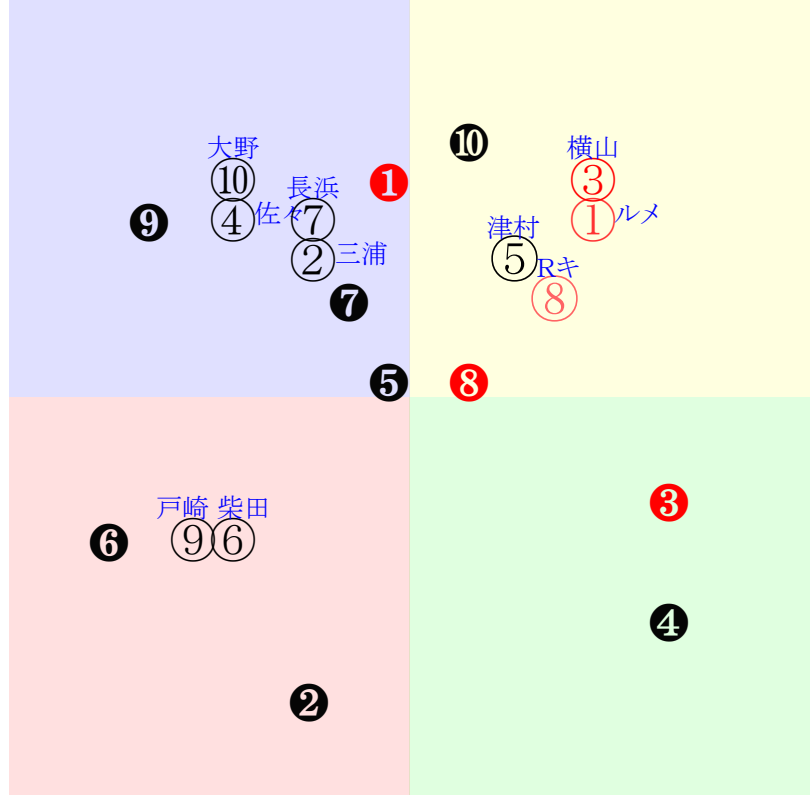 ❿
大野
横山
⑩
❶
③
長浜
❾
④
佐々
⑦
①
ルメ
津村
②
三浦
⑤
Rキ
❼
⑧
❺
❽
❸
戸崎 柴田
❻
⑨⑥
❹
❷